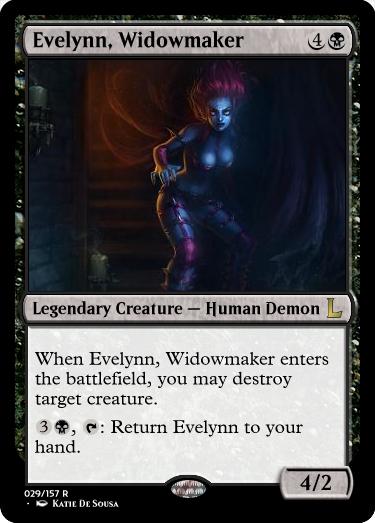 Evelynn, Widowmaker 4
Legendary Creature — Human Demon L
When Evelynn, Widowmaker enters
the battlefield, you may destroy
target creature.
3 , : Return Evelynn to your
hand.
4/2
029/157 R
· Katie De Sousa